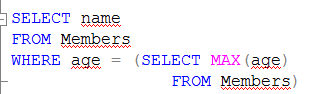 SELECT name
FROM Members
WHERE age = (SELECT MAX(age)
FROM Members)